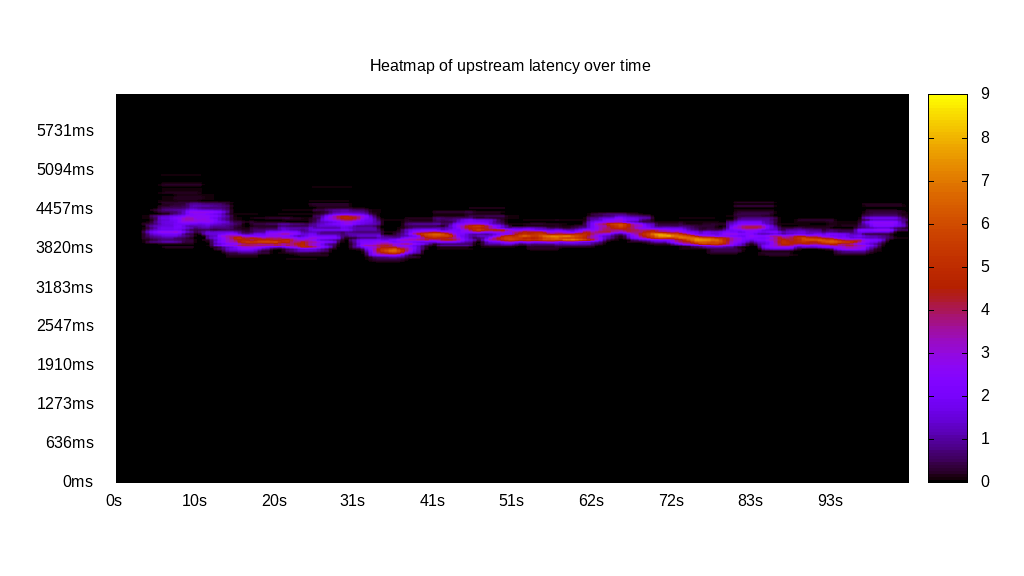 Heatmap of upstream latency over time
5731ms
5094ms
4457ms
3820ms
3183ms
2547ms
1910ms
1273ms
636ms
0ms
0s 10s 20s 31s 41s 51s 62s 72s 83s 93s
9
8
7
6
5
4
3
2
1
0